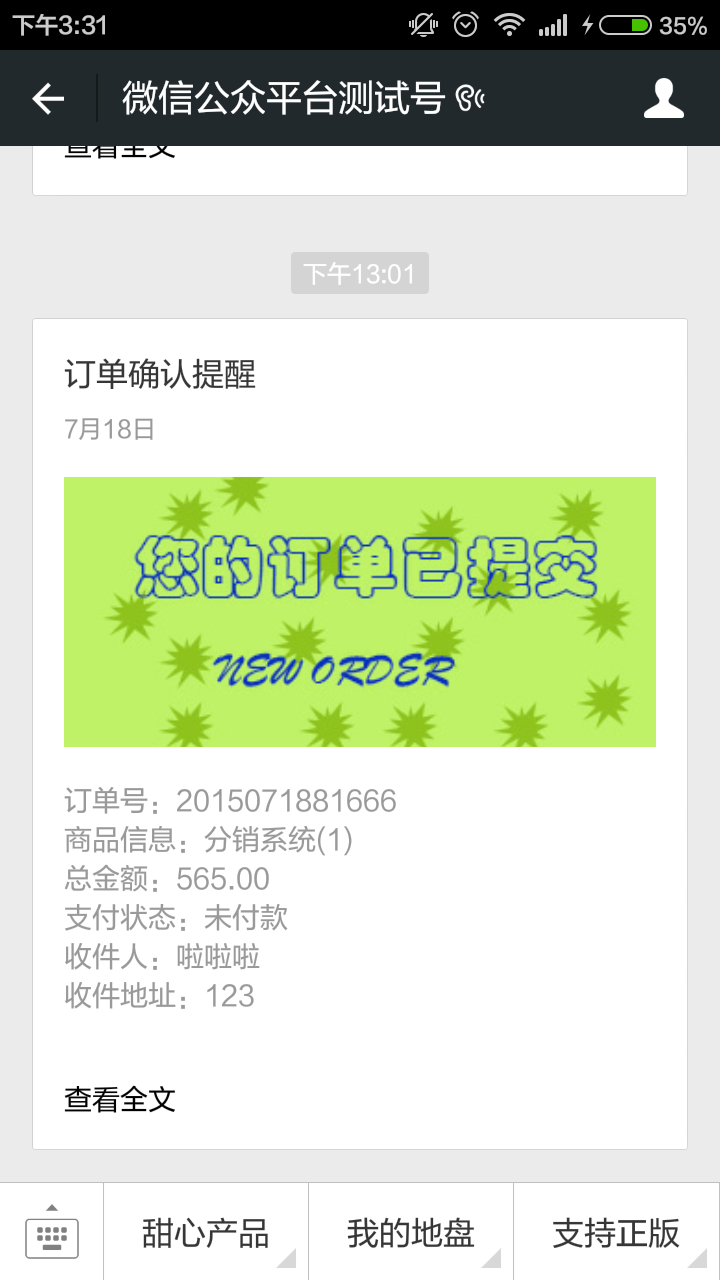 下午3:31
35%
微信公众平台测试号
查看全文
下午13:01
订单确认提醒
7月18日
您的订单已提交
NEW ORDER
订单号：2015071881666
商品信息：分销系统(1)
总金额：565.00
支付状态：未付款
收件人：啦啦啦
收件地址：123
查看全文
甜心产品
我的地盘
支持正版